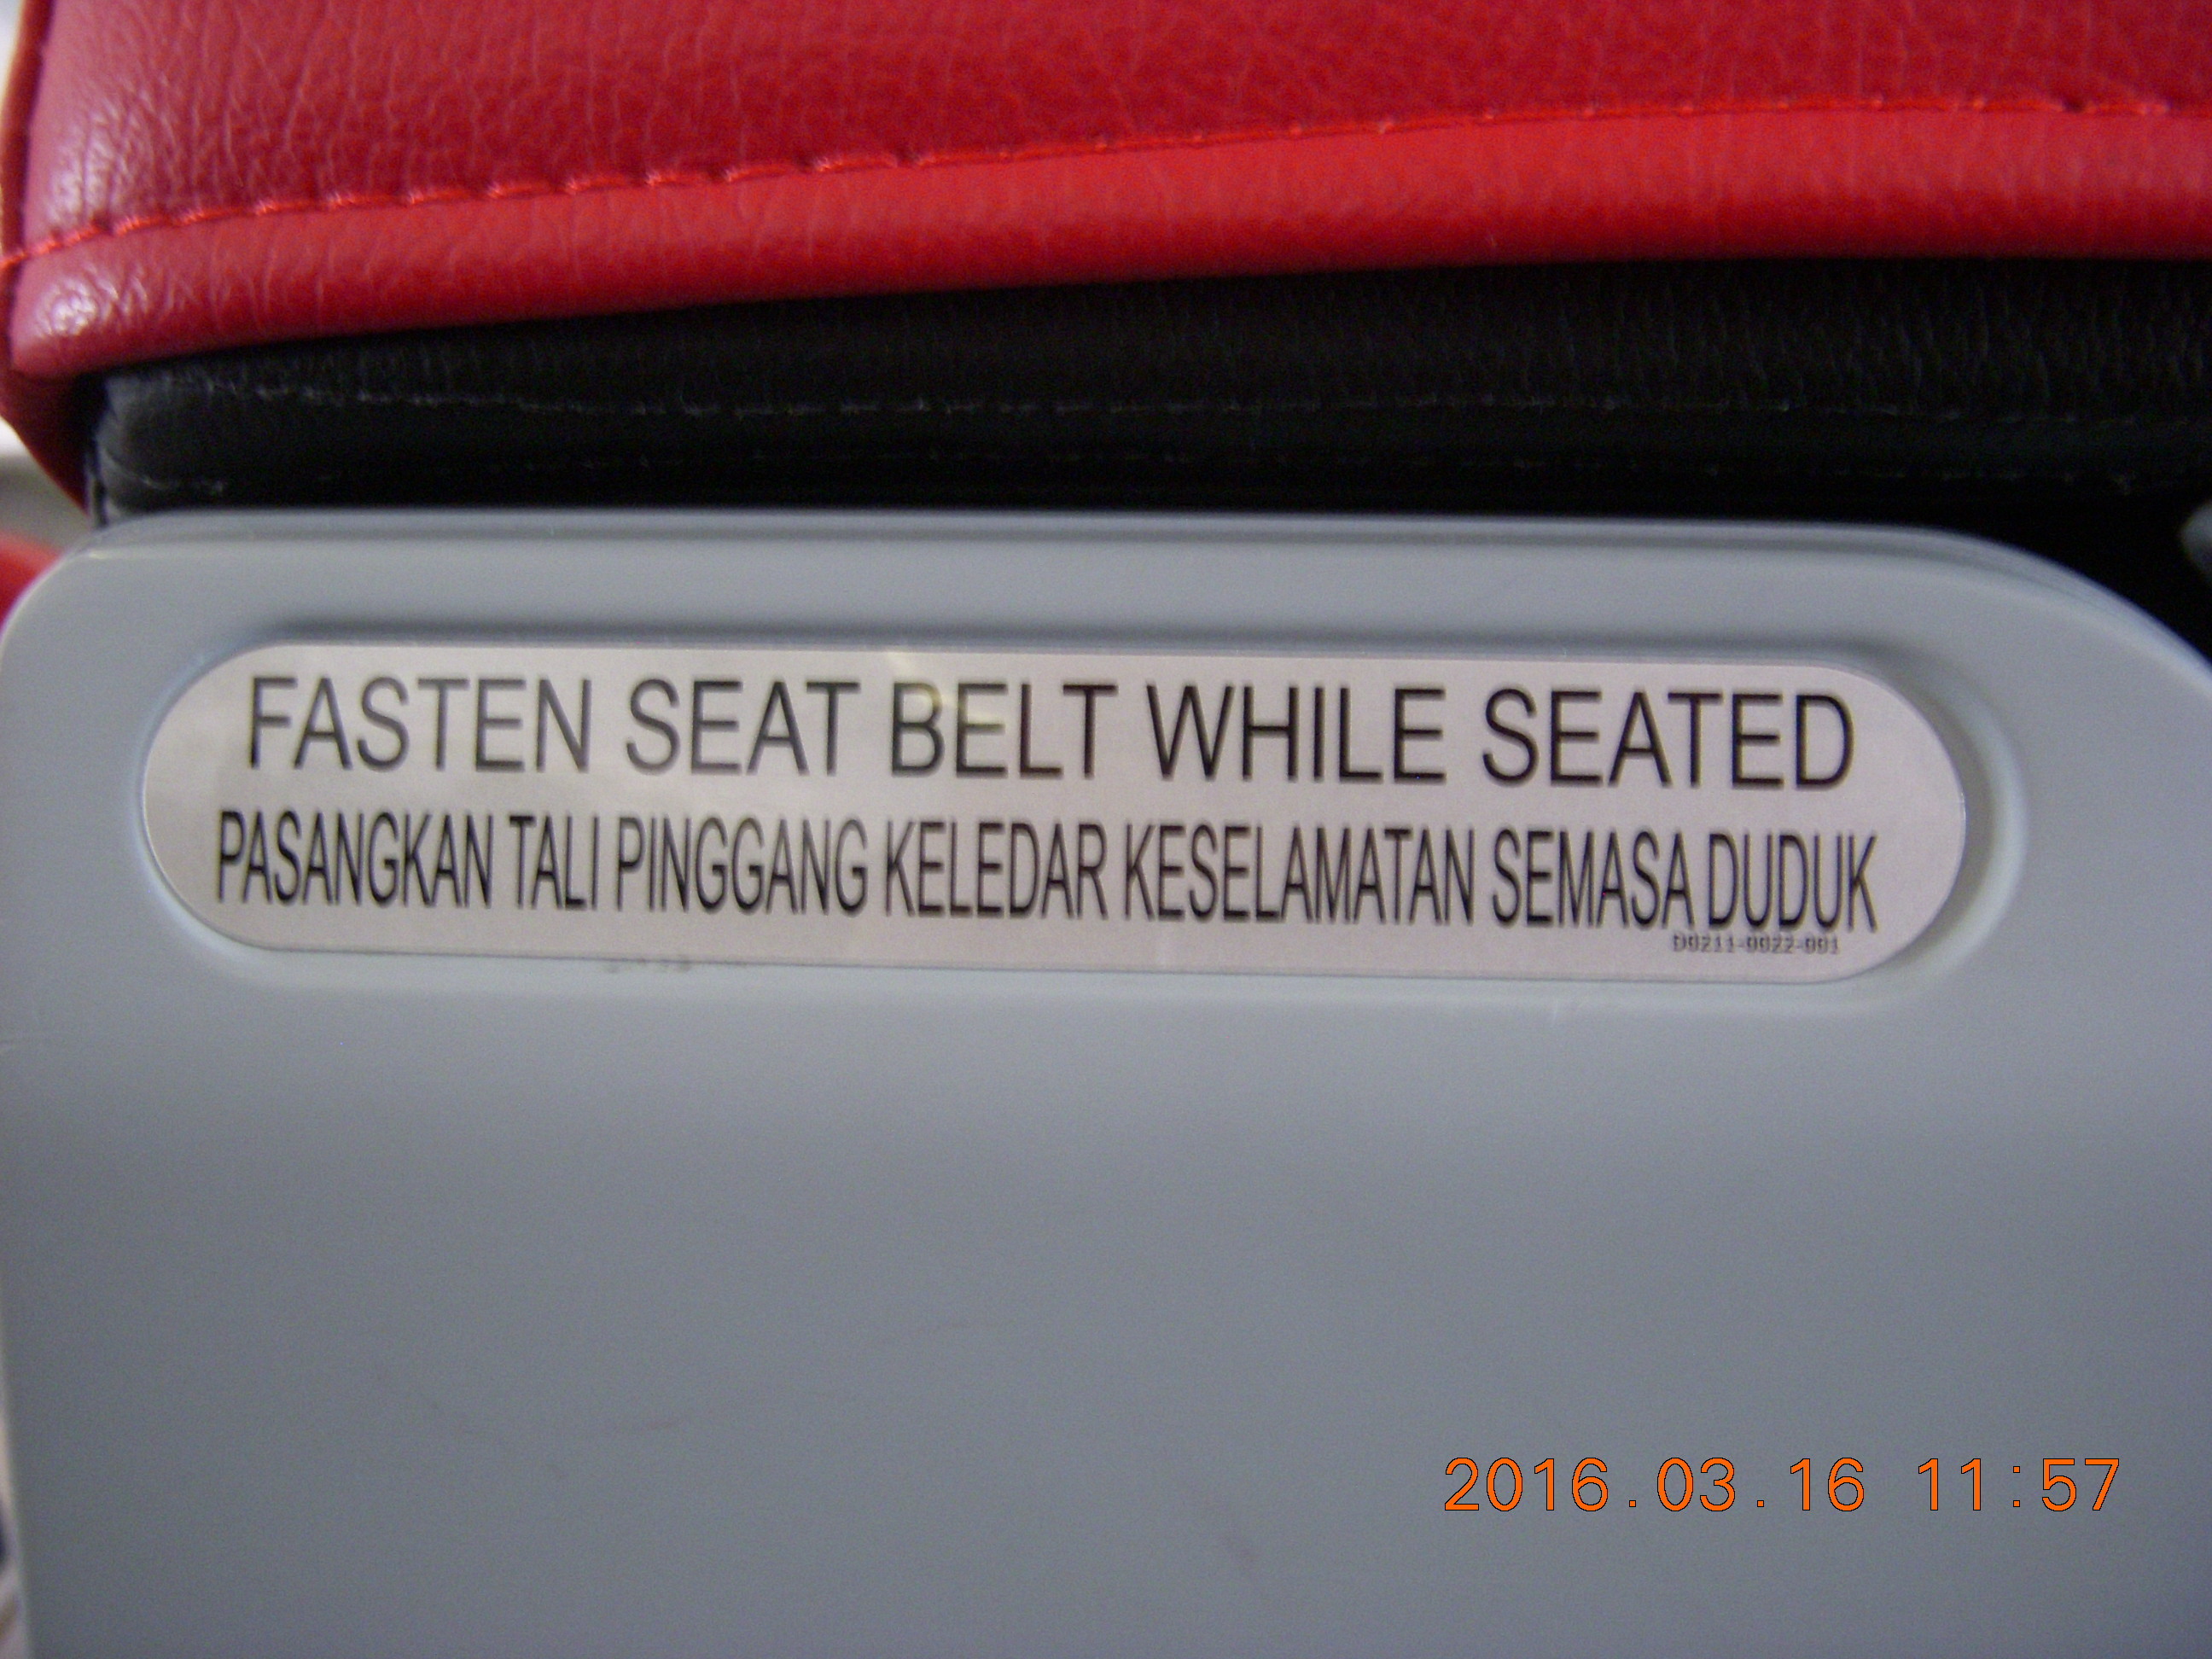 FASTEN SEAT BELT WHILE SEATED
PASANGKAN TALI PINGGANG KELEDAR KESELAMATAN SEMASA DUDUK
D0211-0022-001
2016.03.16 11:57